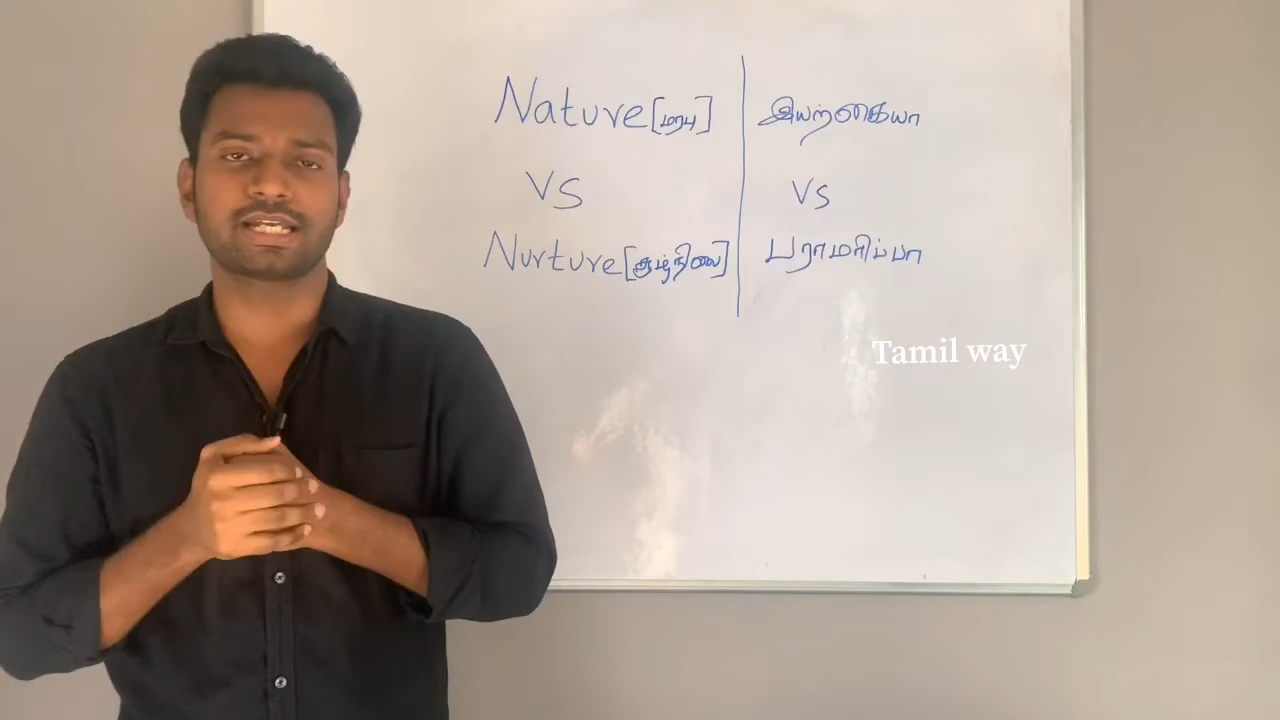 Nature [மரபு]
vs
Nurture [சூழ்நிலை]
இயற்கையா
vs
பராமரிப்பா
Tamil way